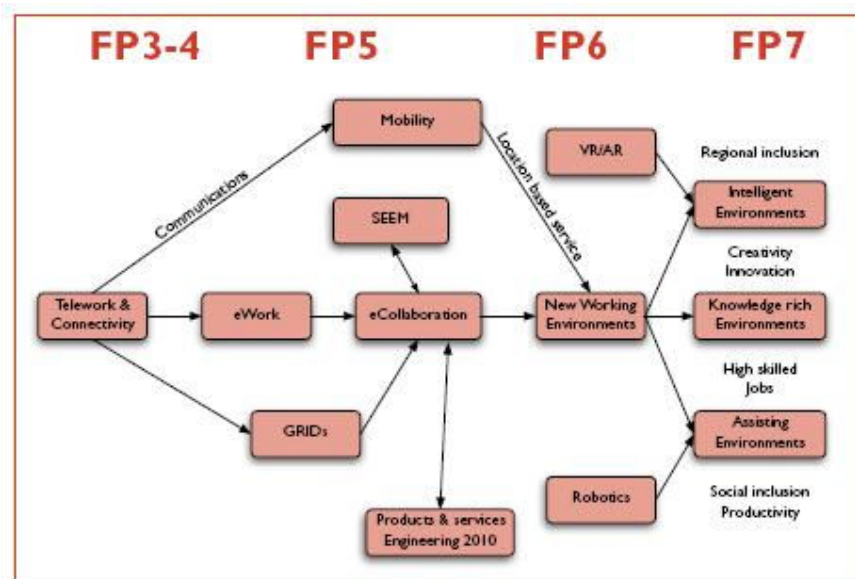 FP3-4 FP5 FP6 FP7
Mobility
VR/AR
Regional inclusion
Communications
Location based service
Intelligent
Environments
SEEM
Creativity
Innovation
Telework &
Connectivity
eWork
eCollaboration
New Working
Environments
Knowledge rich
Environments
High skilled
Jobs
GRIDs
Assisting
Environments
Robotics
Social inclusion
Productivity
Products & services
Engineering 2010